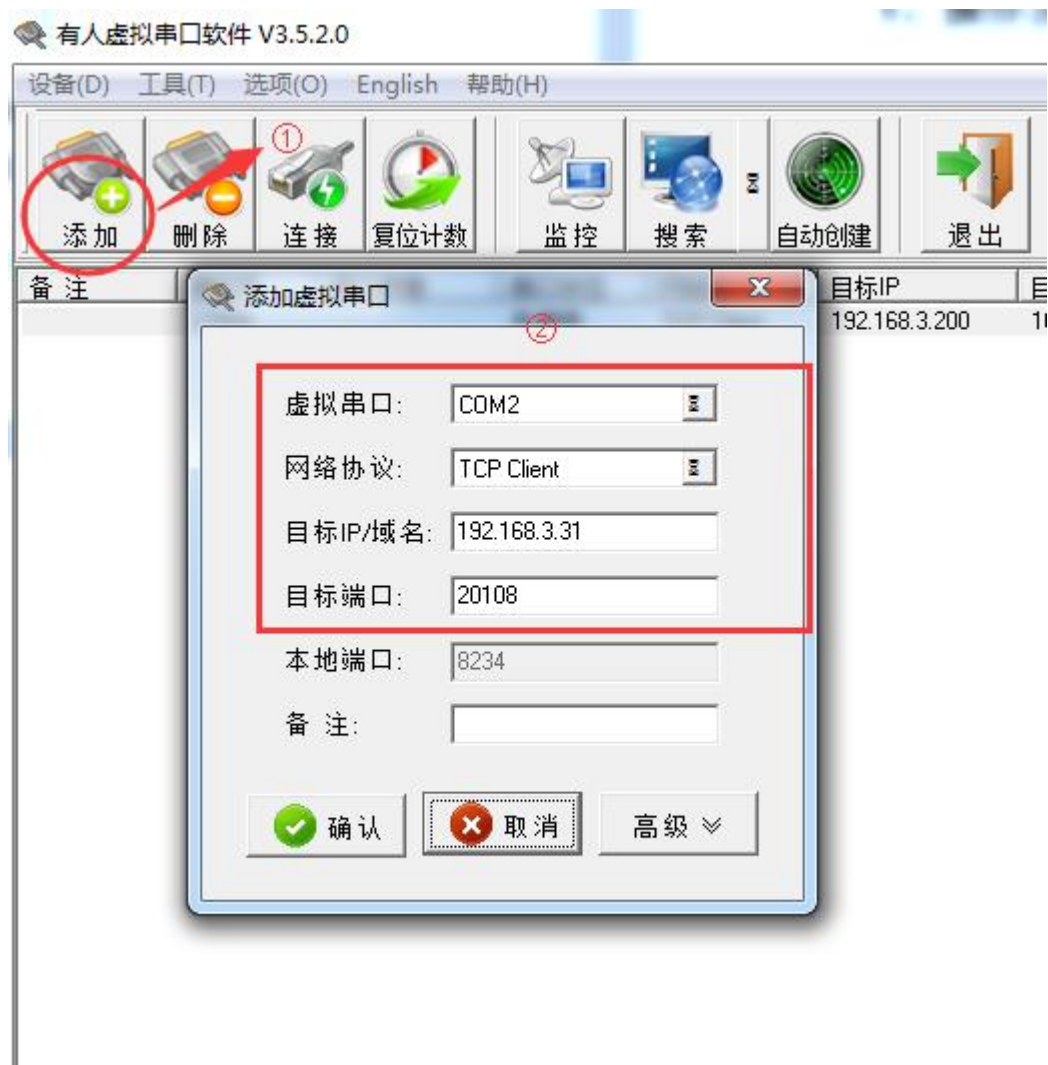 有人虚拟串口软件 V3.5.2.0
设备(D) 工具(T) 选项(O) English 帮助(H)
①
添加 删除 连接 复位计数 监控 搜索 自动创建 退出
备 注 目标IP 目
添加虚拟串口
192.168.3.200
②
虚拟串口: COM2
网络协议: TCP Client
目标IP/域名: 192.168.3.31
目标端口: 20108
本地端口: 8234
备 注:
确认 取消 高级